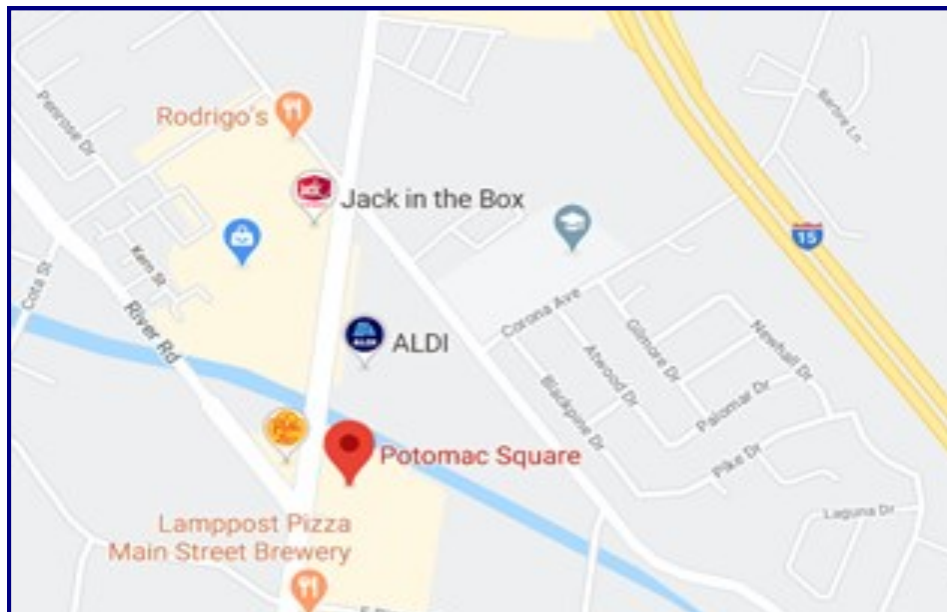 Penrose Dr
Rodrigo's
Barbre Ln
Jack in the Box
15
Kern St
Cota St
River Rd
Corona Ave
ALDI
ALDI
Gilmore Dr
Newhall Dr
Atwood Dr
Blackpine Dr
Palomar Dr
Potomac Square
Pike Dr
Laguna Dr
Lamppost Pizza
Main Street Brewery